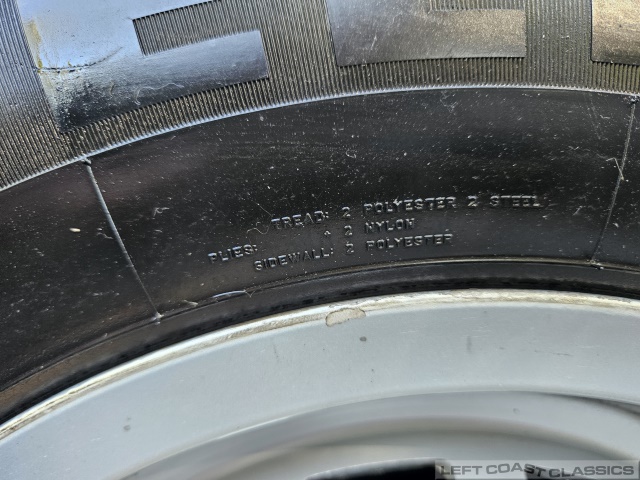 PLIES:
TREAD: 2 POLYESTER 2 STEEL
+ 2 NYLON
SIDEWALL: 2 POLYESTER
LEFT COAST CLASSICS